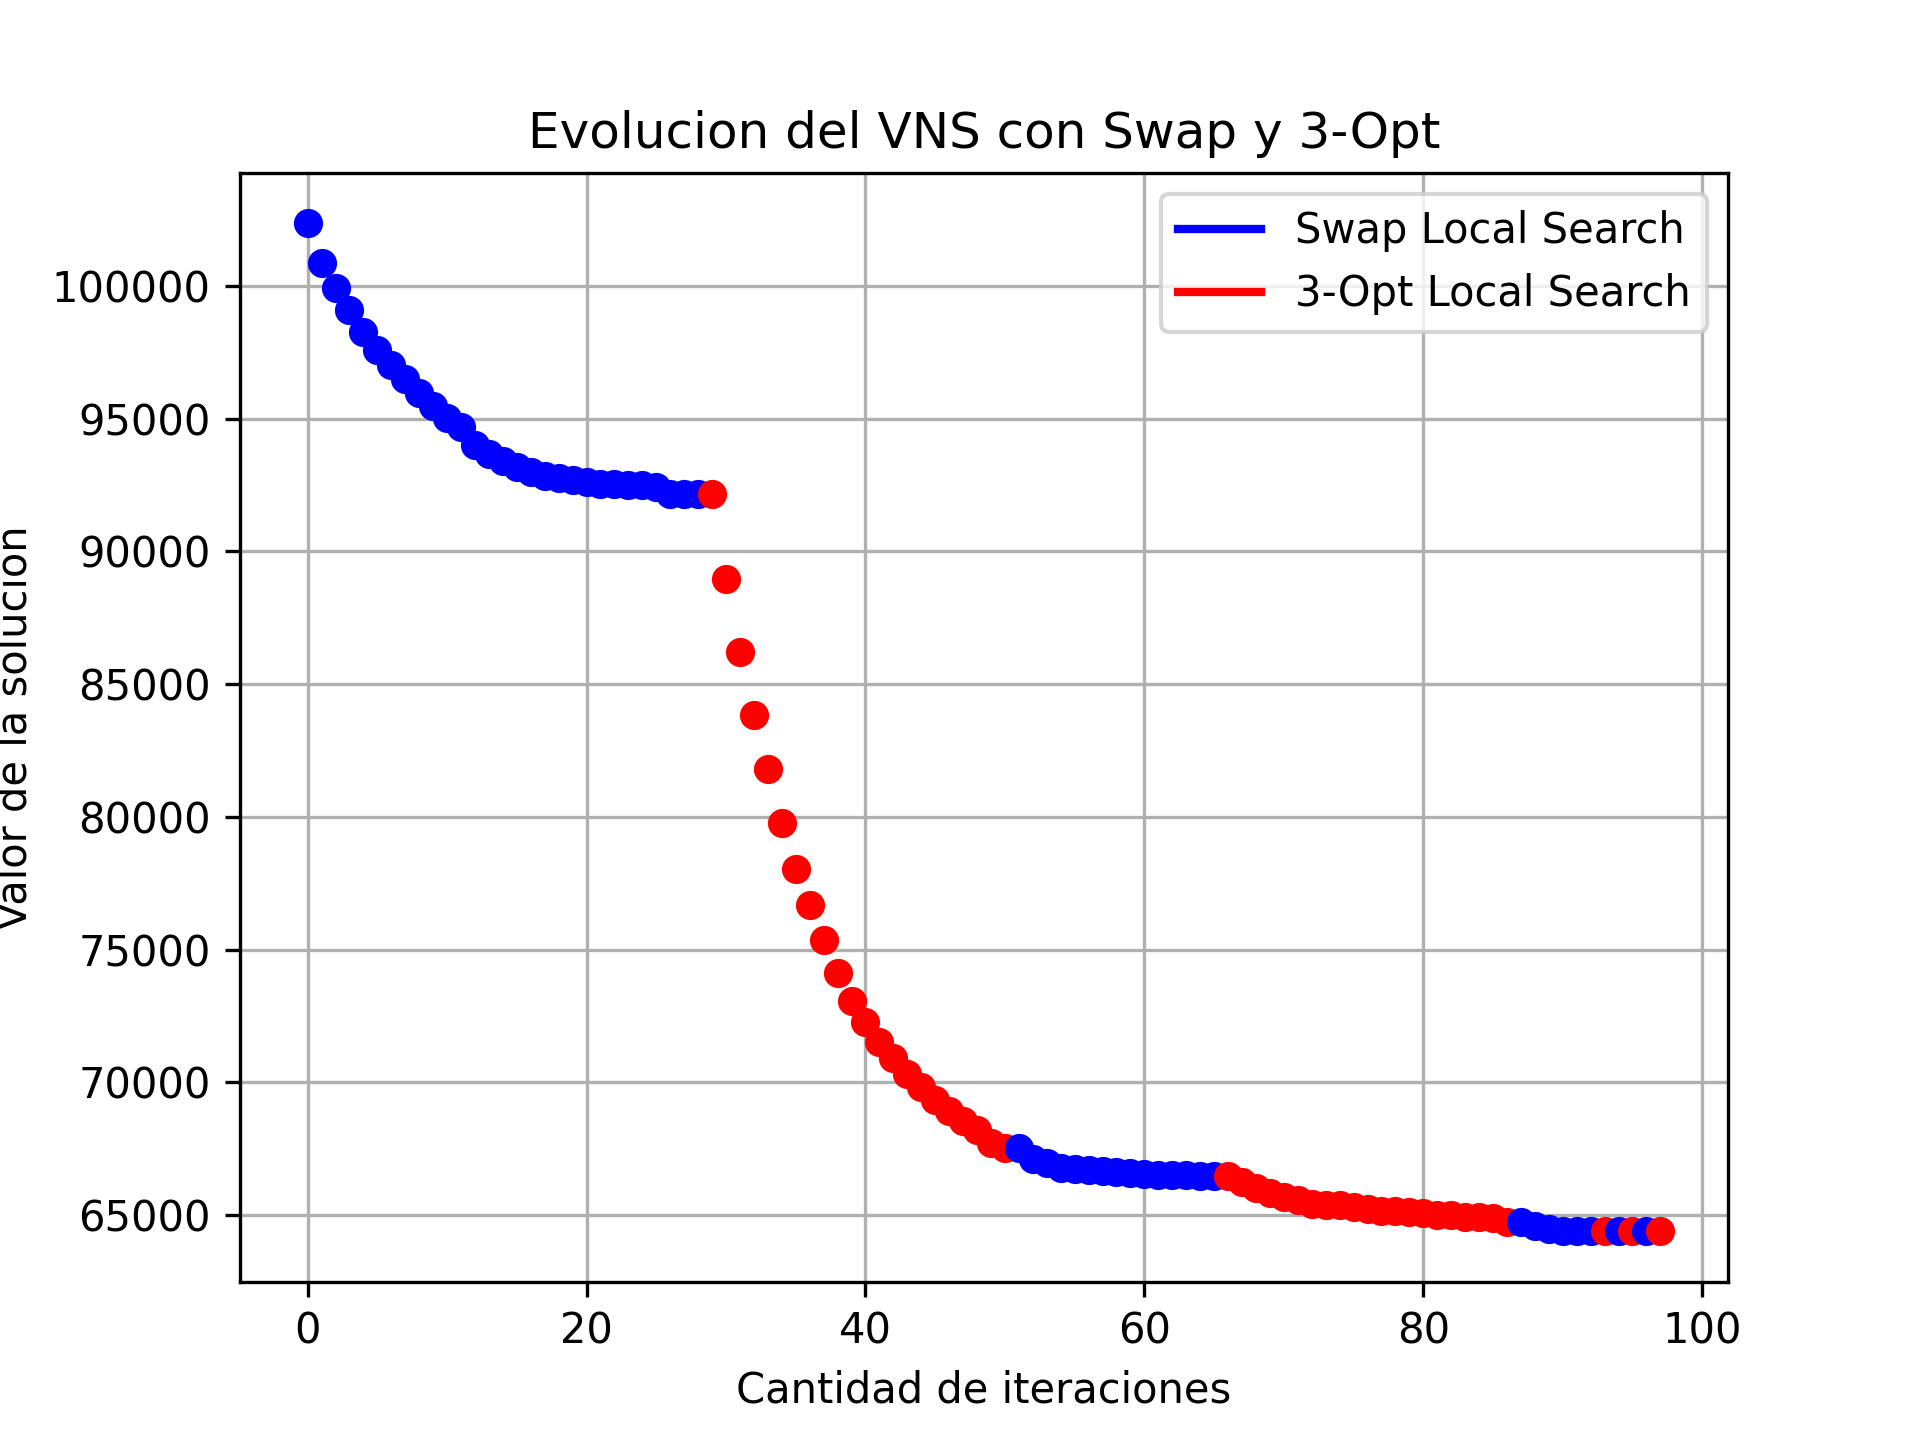 Evolucion del VNS con Swap y 3-Opt
Swap Local Search
3-Opt Local Search
100000
95000
90000
85000
80000
75000
70000
65000
Valor de la solucion
0 20 40 60 80 100
Cantidad de iteraciones